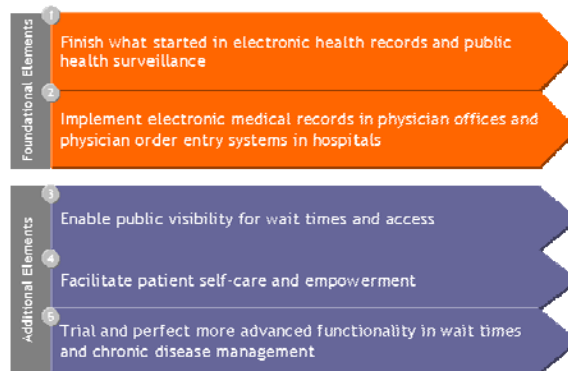 Foundational Elements
1
Finish what started in electronic health records and public
health surveillance
2
Implement electronic medical records in physician offices and
physician order entry systems in hospitals
Additional Elements
3
Enable public visibility for wait times and access
4
Facilitate patient self-care and empowerment
5
Trial and perfect more advanced functionality in wait times
and chronic disease management